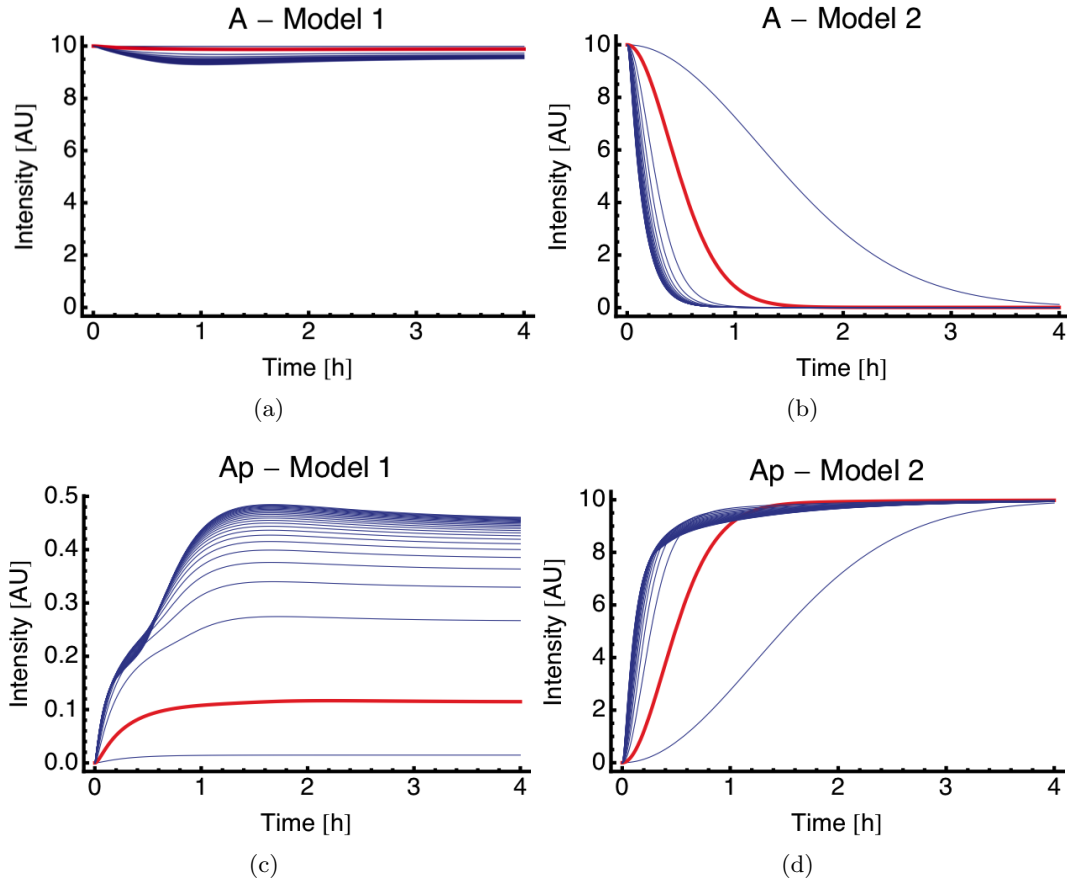 A – Model 1
10
8
6
4
2
0
Intensity [AU]
0 1 2 3 4
Time [h]
(a)
A – Model 2
10
8
6
4
2
0
Intensity [AU]
0 1 2 3 4
Time [h]
(b)
Ap – Model 1
0.5
0.4
0.3
0.2
0.1
0.0
Intensity [AU]
0 1 2 3 4
Time [h]
(c)
Ap – Model 2
10
8
6
4
2
0
Intensity [AU]
0 1 2 3 4
Time [h]
(d)